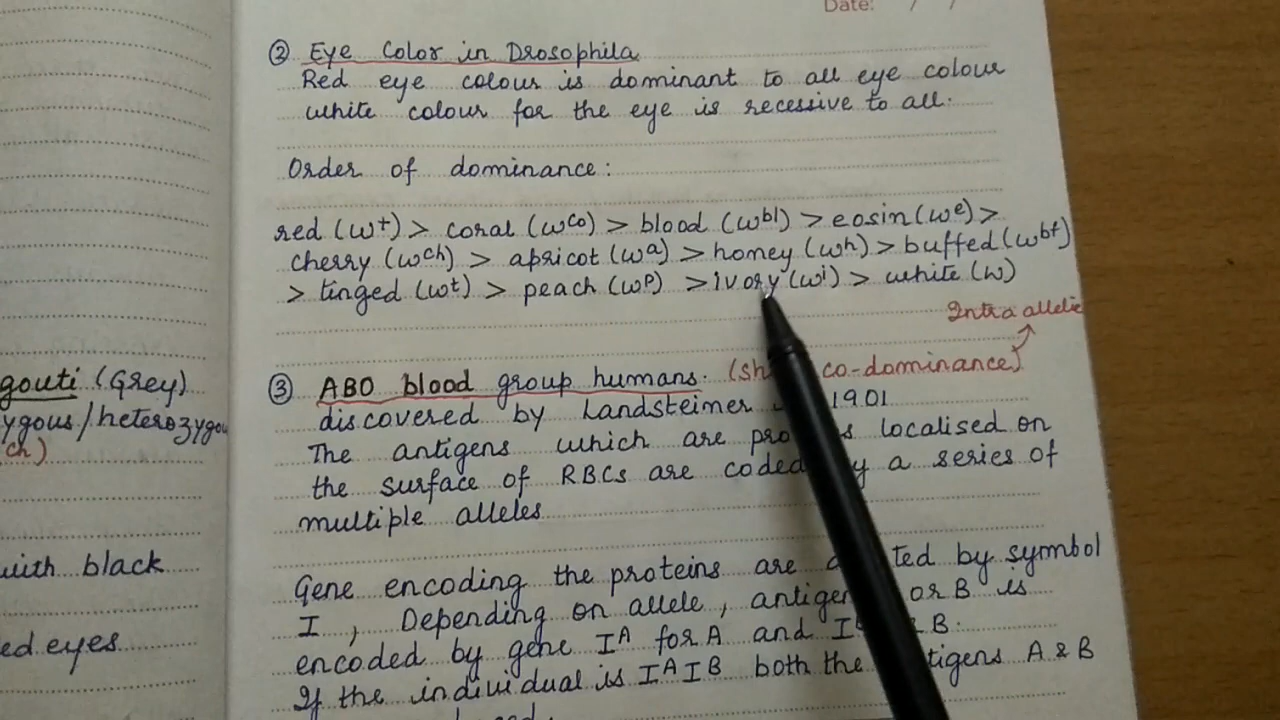 Date: / /
② Eye Color in Drosophila
Red eye colour is dominant to all eye colour
white colour for the eye is recessive to all.
Order of dominance:
red (w+) > coral (wco) > blood (wbl) > eosin (we) >
cherry (wch) > apricot (wa) > honey (wh) > buffed (wbf)
> tinged (wt) > peach (wp) > ivory (wi) > white (w)
Intra allelic
③ ABO blood group humans. co-dominance)
discovered by Landsteiner 1901
The antigens which are localised on
the surface of RBCs are coded by a series of
multiple alleles
Gene encoding the proteins are by symbol
I, Depending on allele, antigen or B is
encoded by gene IA for A and B.
If the individual is IAIB both the A & B
gouti (Grey)
ch)
with black
eyes